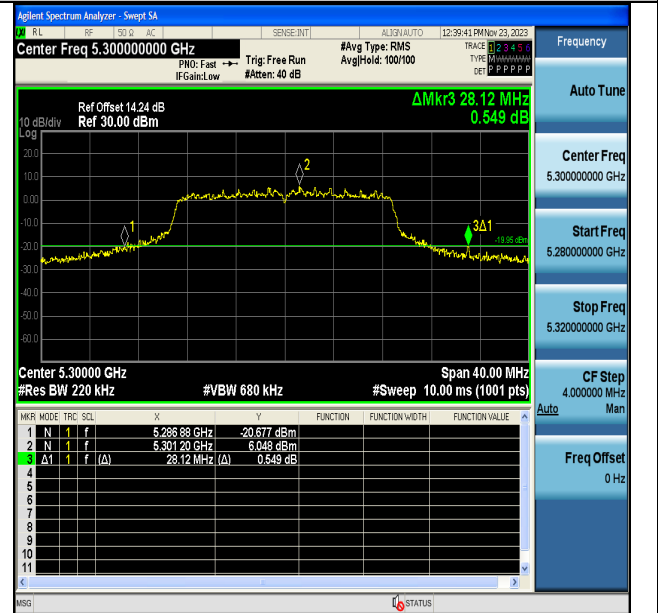 Agilent Spectrum Analyzer - Swept SA
LXI RL RF 50 Ω AC SENSE:INT ALIGN AUTO 12:39:41 PM Nov 23, 2023
Center Freq 5.300000000 GHz
PNO: Fast
IFGain:Low
Trig: Free Run
#Atten: 40 dB
#Avg Type: RMS
Avg|Hold: 100/100
TRACE 1 2 3 4 5 6
TYPE M
DET P P P P P P
Ref Offset 14.24 dB
10 dB/div Ref 30.00 dBm
Log
ΔMkr3 28.12 MHz
0.549 dB
20.0
10.0
0.00
-10.0
-20.0
-30.0
-40.0
-50.0
-60.0
1
2
3Δ1
-19.95 dBm
Center 5.30000 GHz Span 40.00 MHz
#Res BW 220 kHz #VBW 680 kHz #Sweep 10.00 ms (1001 pts)
MKR MODE TRC SCL X Y FUNCTION FUNCTION WIDTH FUNCTION VALUE
1 N 1 f 5.286 88 GHz -20.677 dBm
2 N 1 f 5.301 20 GHz 6.048 dBm
3 Δ1 1 f (Δ) 28.12 MHz (Δ) 0.549 dB
4
5
6
7
8
9
10
11
MSG STATUS
Frequency
Auto Tune
Center Freq
5.300000000 GHz
Start Freq
5.280000000 GHz
Stop Freq
5.320000000 GHz
CF Step
4.000000 MHz
Auto Man
Freq Offset
0 Hz